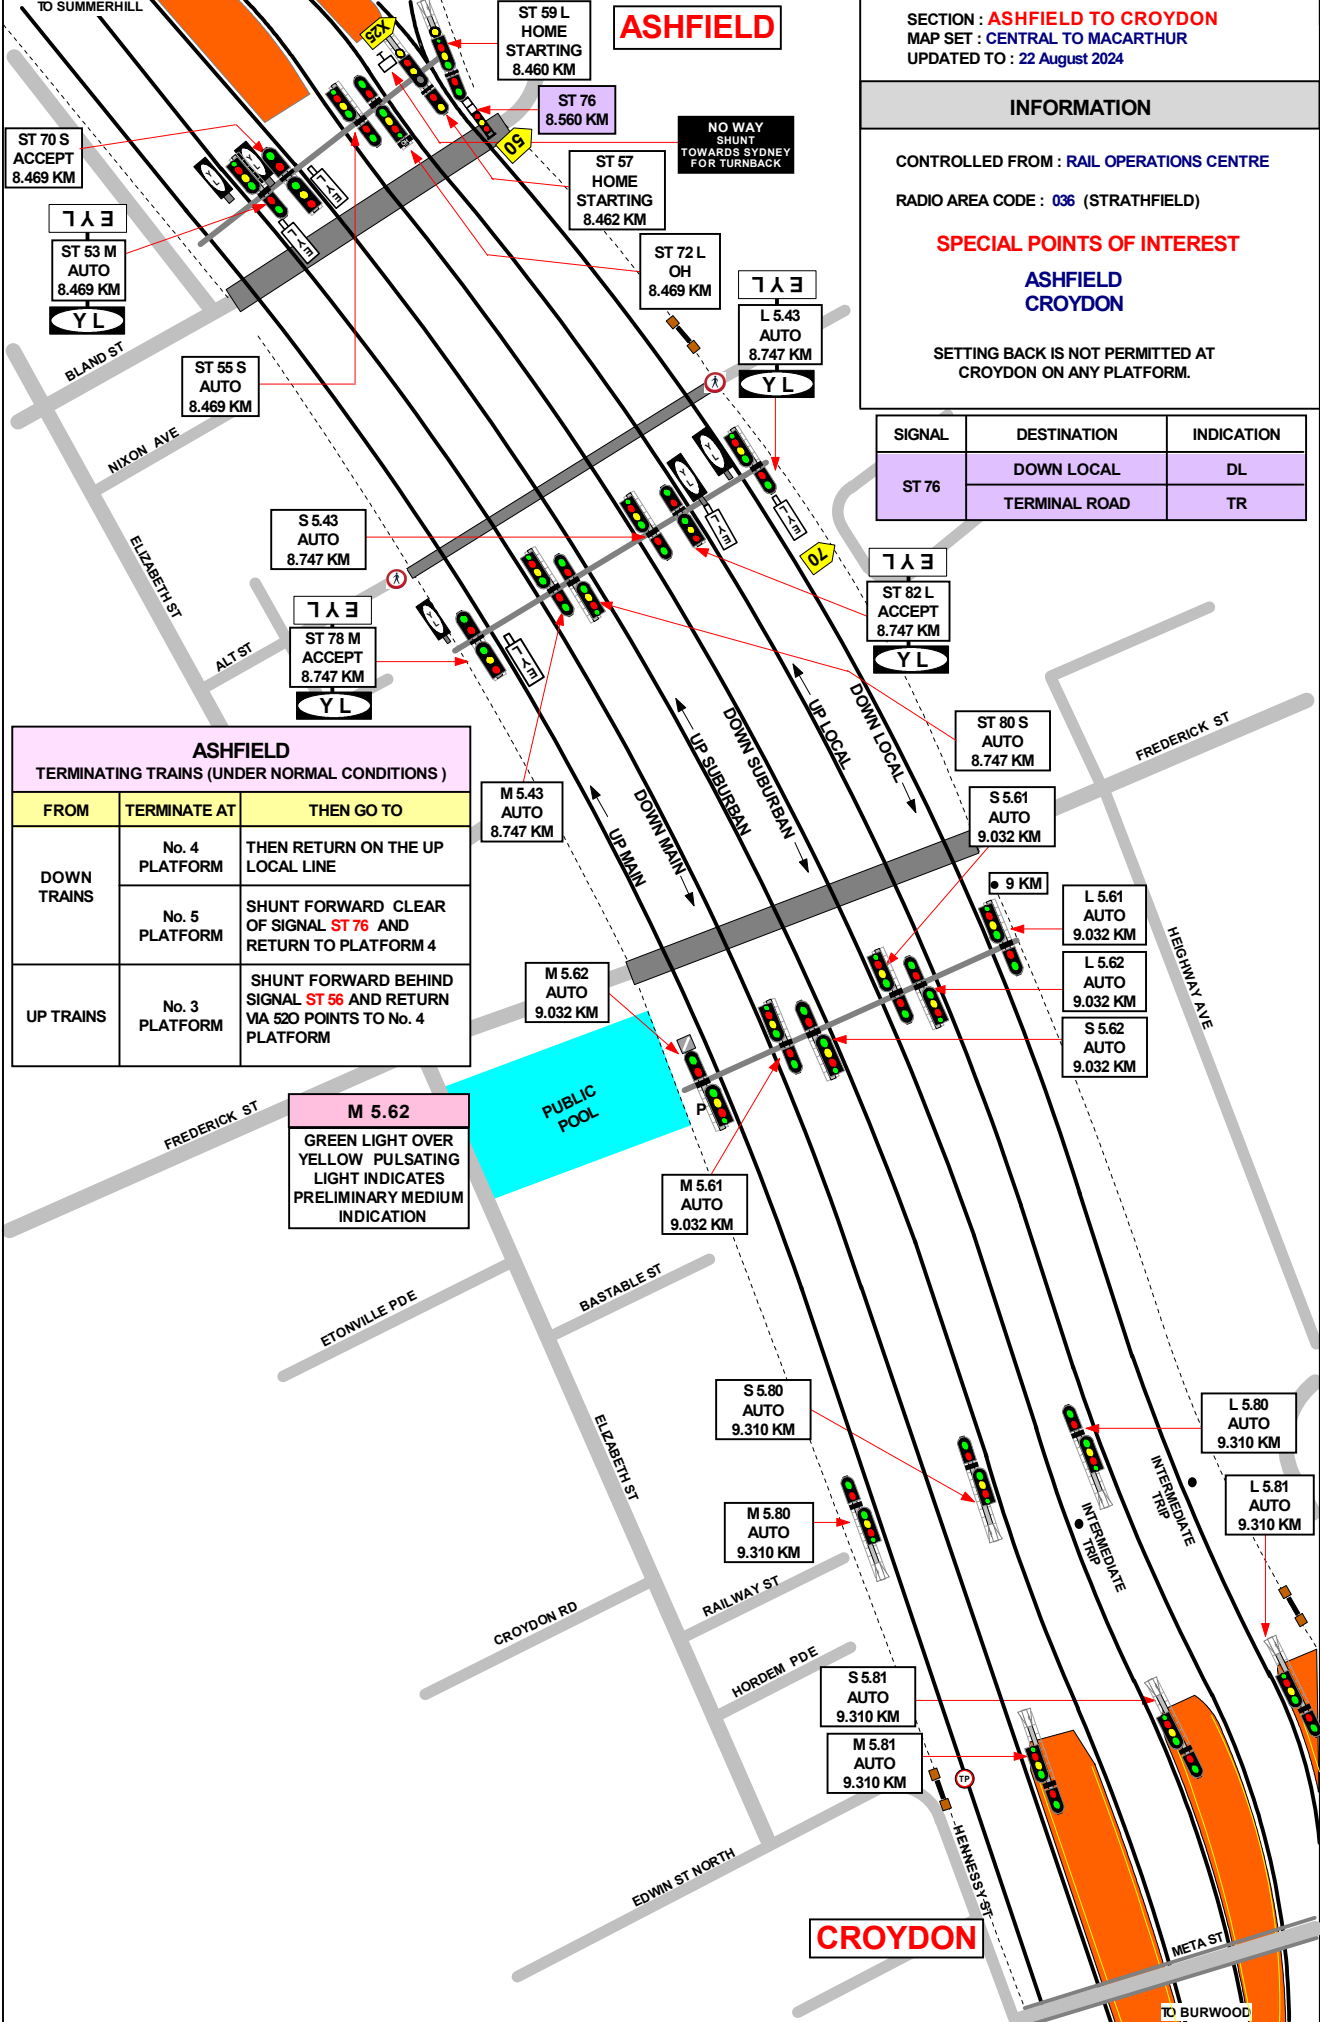 TO SUMMERHILL
X25
ST 59 L
HOME
STARTING
8.460 KM
ASHFIELD
SECTION : ASHFIELD TO CROYDON
MAP SET : CENTRAL TO MACARTHUR
UPDATED TO : 22 August 2024
INFORMATION
CONTROLLED FROM : RAIL OPERATIONS CENTRE
RADIO AREA CODE : 036 (STRATHFIELD)
SPECIAL POINTS OF INTEREST
ASHFIELD
CROYDON
SETTING BACK IS NOT PERMITTED AT
CROYDON ON ANY PLATFORM.
ST 76
8.560 KM
50
NO WAY
SHUNT
TOWARDS SYDNEY
FOR TURNBACK
ST 70 S
ACCEPT
8.469 KM
ST 57
HOME
STARTING
8.462 KM
EYL
ST 53 M
AUTO
8.469 KM
Y L
ST 72 L
OH
8.469 KM
OH
Y L
Y L
EYL
EYL
EYL
L 5.43
AUTO
8.747 KM
Y L
BLAND ST
ST 55 S
AUTO
8.469 KM
NIXON AVE
SIGNAL DESTINATION INDICATION
ST 76 DOWN LOCAL DL
TERMINAL ROAD TR
Y L
Y L
EYL
EYL
S 5.43
AUTO
8.747 KM
70
ELIZABETH ST
EYL
ST 82 L
ACCEPT
8.747 KM
Y L
EYL
ST 78 M
ACCEPT
8.747 KM
Y L
Y L
EYL
ALT ST
ST 80 S
AUTO
8.747 KM
FREDERICK ST
UP MAIN
DOWN MAIN
UP SUBURBAN
DOWN SUBURBAN
UP LOCAL
DOWN LOCAL
ASHFIELD
TERMINATING TRAINS (UNDER NORMAL CONDITIONS )
FROM TERMINATE AT THEN GO TO
DOWN
TRAINS
No. 4
PLATFORM
THEN RETURN ON THE UP
LOCAL LINE
No. 5
PLATFORM
SHUNT FORWARD CLEAR
OF SIGNAL ST 76 AND
RETURN TO PLATFORM 4
UP TRAINS
No. 3
PLATFORM
SHUNT FORWARD BEHIND
SIGNAL ST 56 AND RETURN
VIA 520 POINTS TO No. 4
PLATFORM
M 5.43
AUTO
8.747 KM
S 5.61
AUTO
9.032 KM
9 KM
L 5.61
AUTO
9.032 KM
HEIGHWAY AVE
M 5.62
AUTO
9.032 KM
L 5.62
AUTO
9.032 KM
S 5.62
AUTO
9.032 KM
P
PUBLIC
POOL
FREDERICK ST
M 5.62
GREEN LIGHT OVER
YELLOW PULSATING
LIGHT INDICATES
PRELIMINARY MEDIUM
INDICATION
M 5.61
AUTO
9.032 KM
BASTABLE ST
ETONVILLE PDE
S 5.80
AUTO
9.310 KM
L 5.80
AUTO
9.310 KM
ELIZABETH ST
INTERMEDIATE
TRIP
L 5.81
AUTO
9.310 KM
M 5.80
AUTO
9.310 KM
INTERMEDIATE
TRIP
RAILWAY ST
CROYDON RD
HORDEM PDE
S 5.81
AUTO
9.310 KM
M 5.81
AUTO
9.310 KM
TP
HENNESSY ST
EDWIN ST NORTH
CROYDON
META ST
TO BURWOOD